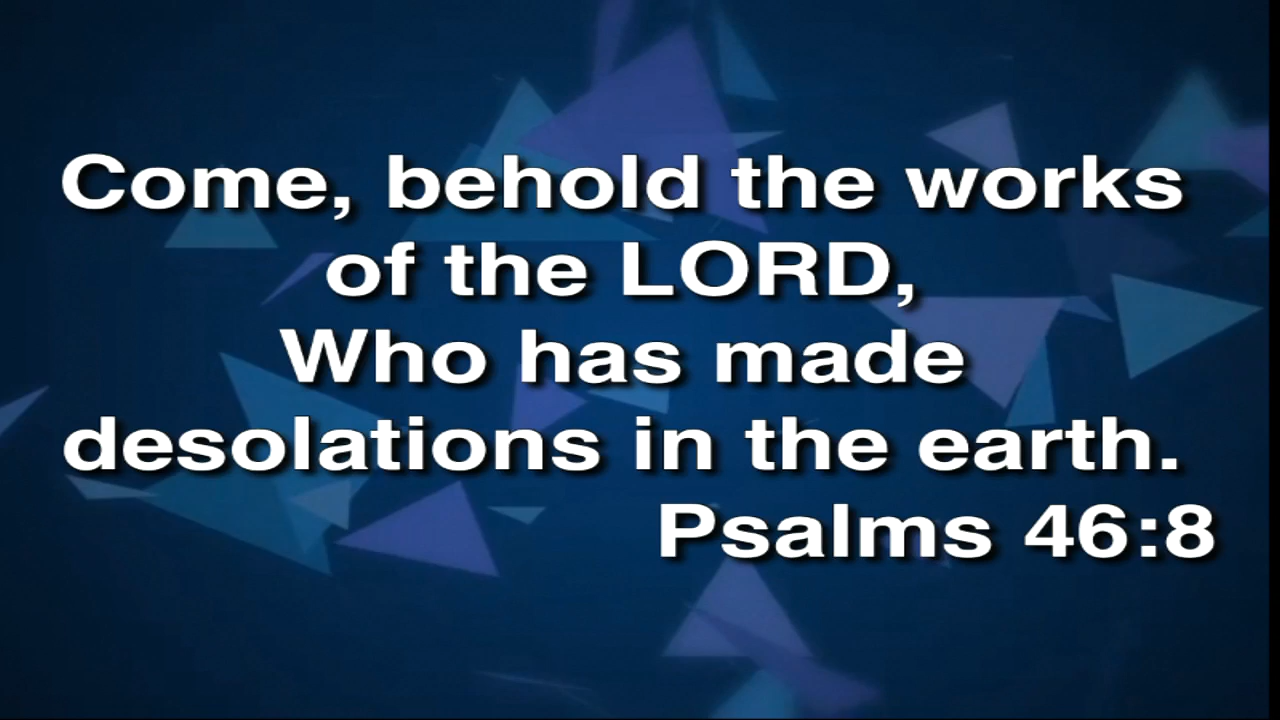 Come, behold the works
of the LORD,
Who has made
desolations in the earth.
Psalms 46:8